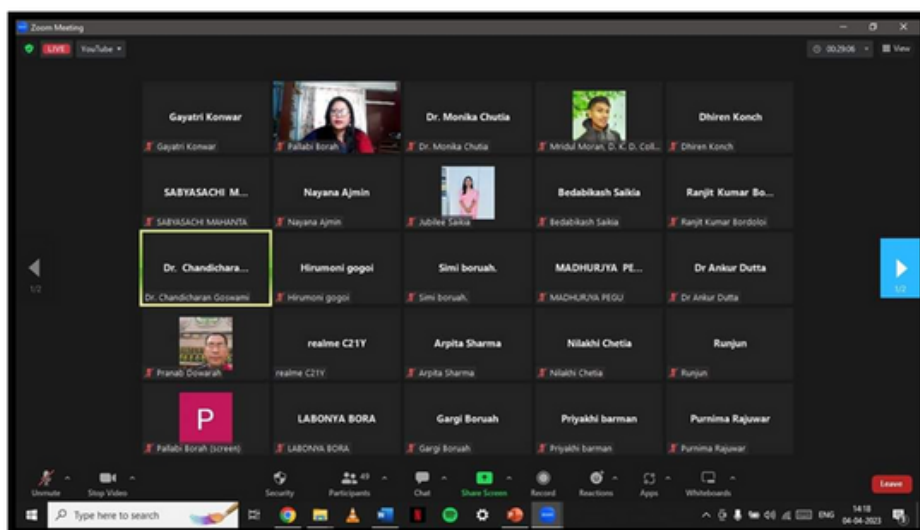 Zoom Meeting
LIVE YouTube
00:29:06 View
Gayatri Konwar Dr. Monika Chutia Dhiren Konch
Gayatri Konwar Pallabi Borah Dr. Monika Chutia Mridul Moran, D. K. D. Coll... Dhiren Konch
SABYASACHI M... Nayana Ajmin Bedabikash Saikia Ranjit Kumar Bo...
SABYASACHI MAHANTA Nayana Ajmin Jubilee Saikia Bedabikash Saikia Ranjit Kumar Bordoloi
Dr. Chandichara... Hirumoni gogoi Simi boruah. MADHURJYA PE... Dr Ankur Dutta
1/2 1/2
Dr. Chandicharan Goswami Hirumoni gogoi Simi boruah. MADHURJYA PEGU Dr Ankur Dutta
realme C21Y Arpita Sharma Nilakhi Chetia Runjun
Pranab Dowarah realme C21Y Arpita Sharma Nilakhi Chetia Runjun
P LABONYA BORA Gargi Boruah Priyakhi barman Purnima Rajuwar
Pallabi Borah (screen) LABONYA BORA Gargi Boruah Priyakhi barman Purnima Rajuwar
49
Unmute Stop Video Security Participants Chat Share Screen Record Reactions Apps Whiteboards Leave
Type here to search ENG 14:18
04-04-2023